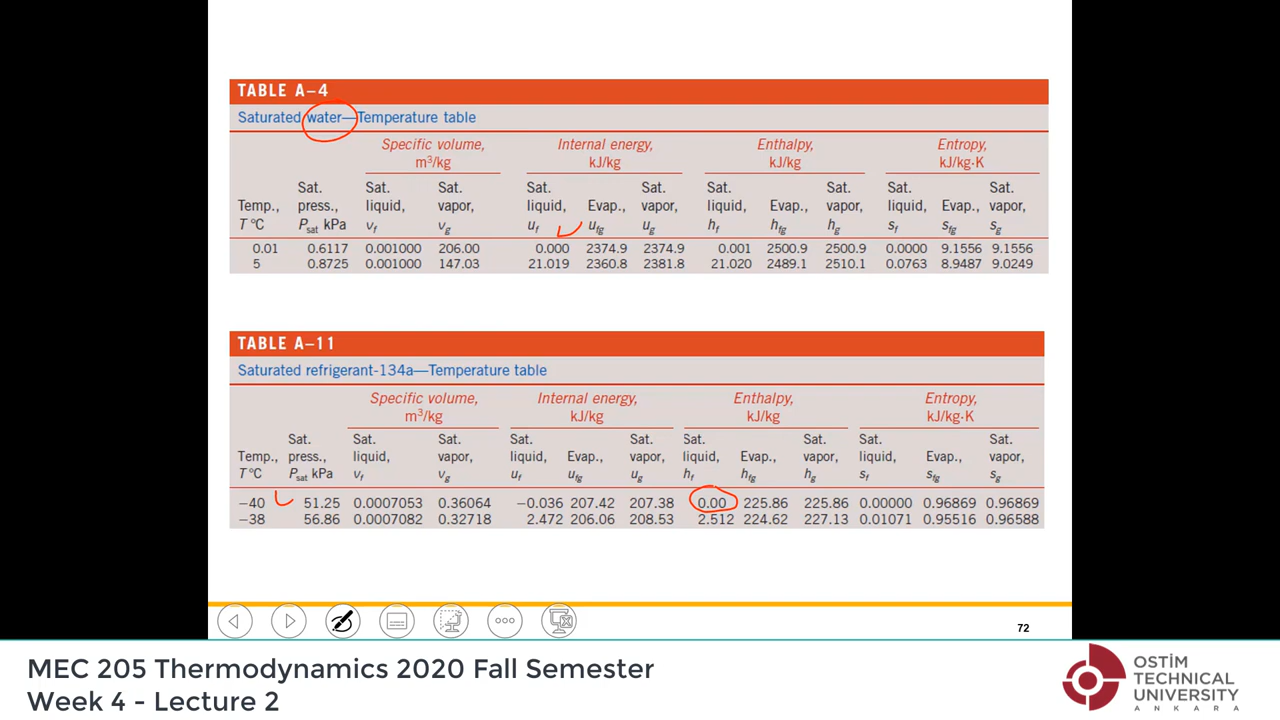 TABLE A–4
Saturated water—Temperature table
Specific volume, Internal energy, Enthalpy, Entropy,
m³/kg kJ/kg kJ/kg kJ/kg·K
Sat. Sat. Sat. Sat. Sat. Sat. Sat. Sat. Sat.
Temp., press., liquid, vapor, liquid, Evap., vapor, liquid, Evap., vapor, liquid, Evap., vapor,
T °C Psat kPa vf vg uf ufg ug hf hfg hg sf sfg sg
0.01 0.6117 0.001000 206.00 0.000 2374.9 2374.9 0.001 2500.9 2500.9 0.0000 9.1556 9.1556
5 0.8725 0.001000 147.03 21.019 2360.8 2381.8 21.020 2489.1 2510.1 0.0763 8.9487 9.0249
TABLE A–11
Saturated refrigerant-134a—Temperature table
Specific volume, Internal energy, Enthalpy, Entropy,
m³/kg kJ/kg kJ/kg kJ/kg·K
Sat. Sat. Sat. Sat. Sat. Sat. Sat. Sat. Sat.
Temp., press., liquid, vapor, liquid, Evap., vapor, liquid, Evap., vapor, liquid, Evap., vapor,
T °C Psat kPa vf vg uf ufg ug hf hfg hg sf sfg sg
−40 51.25 0.0007053 0.36064 −0.036 207.42 207.38 0.00 225.86 225.86 0.00000 0.96869 0.96869
−38 56.86 0.0007082 0.32718 2.472 206.06 208.53 2.512 224.62 227.13 0.01071 0.95516 0.96588
72
MEC 205 Thermodynamics 2020 Fall Semester
Week 4 - Lecture 2
OSTİM
TECHNICAL
UNIVERSITY
ANKARA